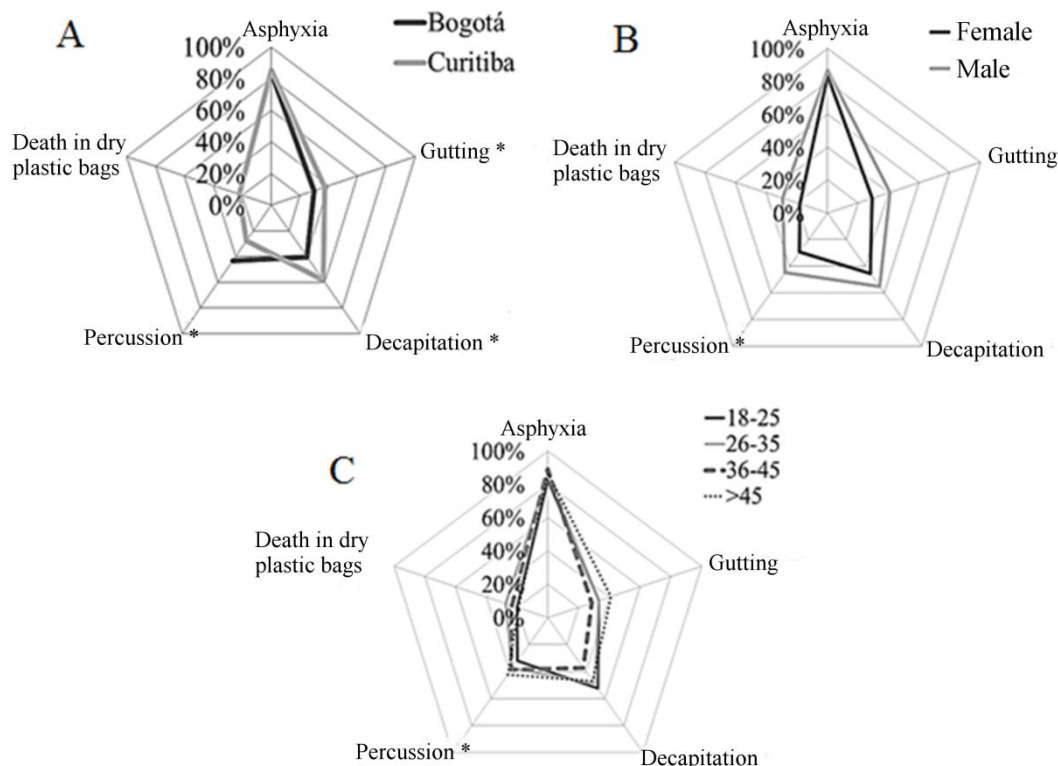 A
Bogotá
Curitiba
Asphyxia
100%
80%
60%
40%
20%
0%
Death in dry
plastic bags
Gutting *
Percussion *
Decapitation *
B
Female
Male
Asphyxia
100%
80%
60%
40%
20%
0%
Death in dry
plastic bags
Gutting
Percussion *
Decapitation
C
18-25
26-35
36-45
>45
Asphyxia
100%
80%
60%
40%
20%
0%
Death in dry
plastic bags
Gutting
Percussion *
Decapitation